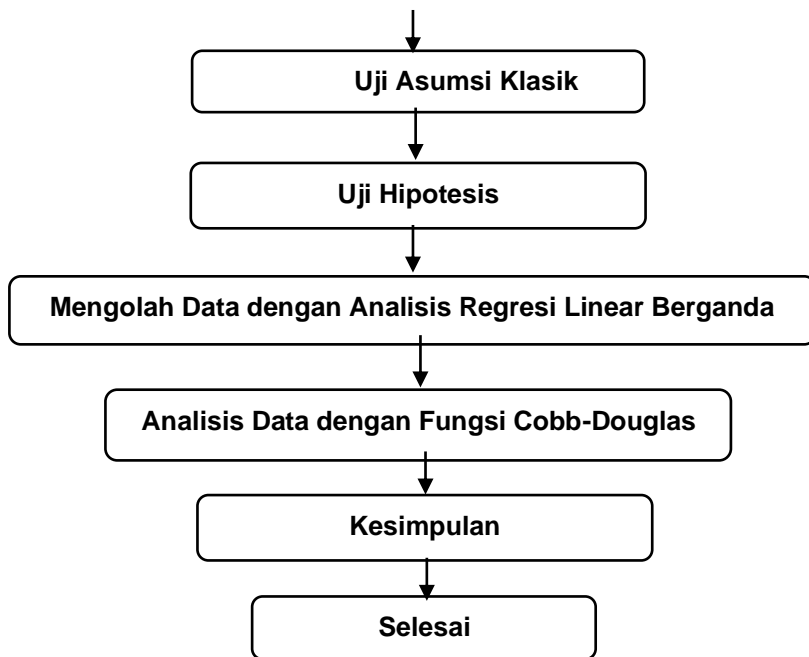 Uji Asumsi Klasik
Uji Hipotesis
Mengolah Data dengan Analisis Regresi Linear Berganda
Analisis Data dengan Fungsi Cobb-Douglas
Kesimpulan
Selesai